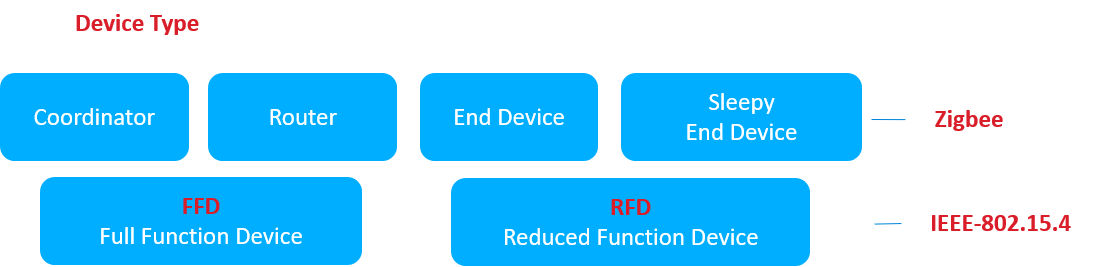 Device Type
Coordinator
Router
End Device
Sleepy
End Device
Zigbee
FFD
Full Function Device
RFD
Reduced Function Device
IEEE-802.15.4